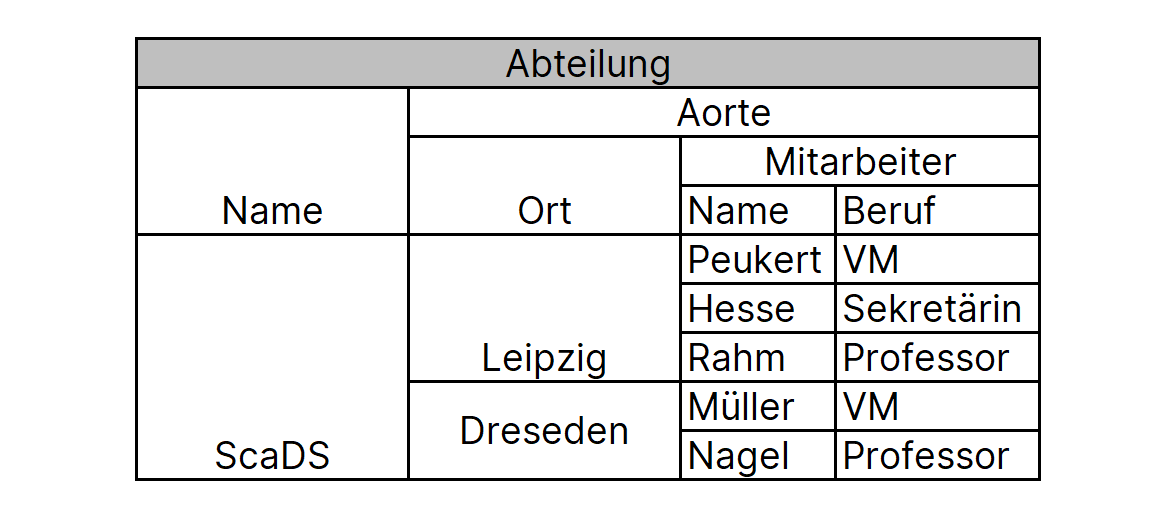 Abteilung
Aorte
Mitarbeiter
Name Ort Name Beruf
Peukert VM
Hesse Sekretärin
Leipzig Rahm Professor
Müller VM
Dreseden
ScaDS Nagel Professor